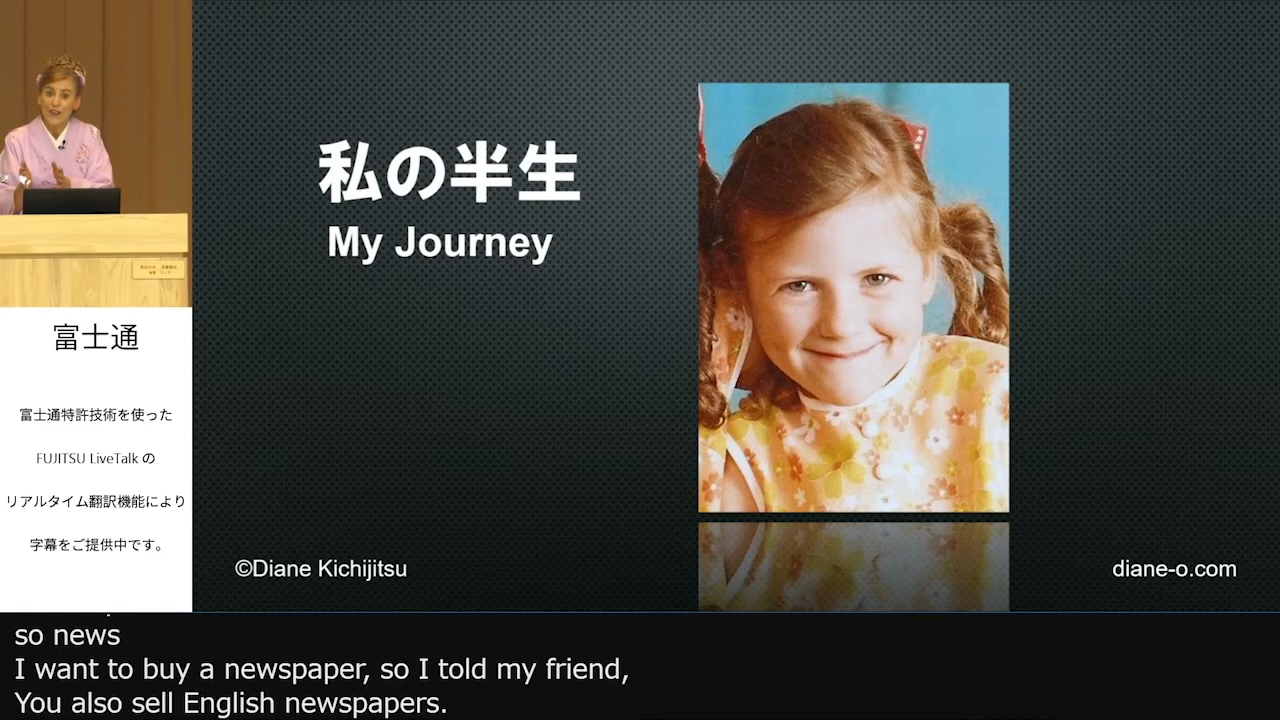 私の半生
My Journey
©Diane Kichijitsu
diane-o.com
富士通
富士通特許技術を使った
FUJITSU LiveTalk の
リアルタイム翻訳機能により
字幕をご提供中です。
so news
I want to buy a newspaper, so I told my friend,
You also sell English newspapers.